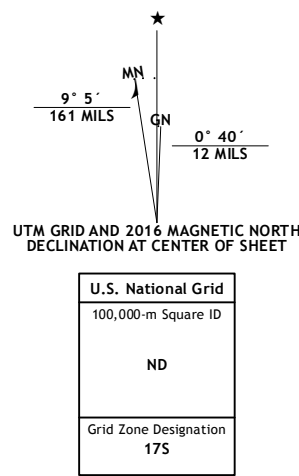 ★
MN
9° 5´
161 MILS
GN
0° 40´
12 MILS
UTM GRID AND 2016 MAGNETIC NORTH
DECLINATION AT CENTER OF SHEET
U.S. National Grid
100,000-m Square ID
ND
Grid Zone Designation
17S